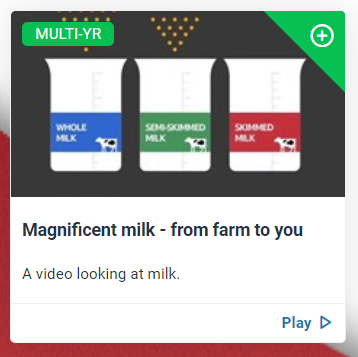 MULTI-YR
WHOLE
MILK
SEMI-SKIMMED
MILK
SKIMMED
MILK
Magnificent milk - from farm to you
A video looking at milk.
Play